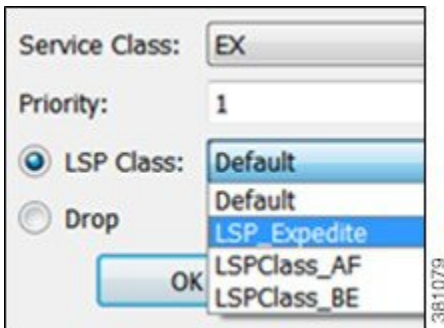 Service Class: EX
Priority: 1
LSP Class: Default
Default
Drop
LSP_Expedite
LSPClass_AF
OK
LSPClass_BE
381079